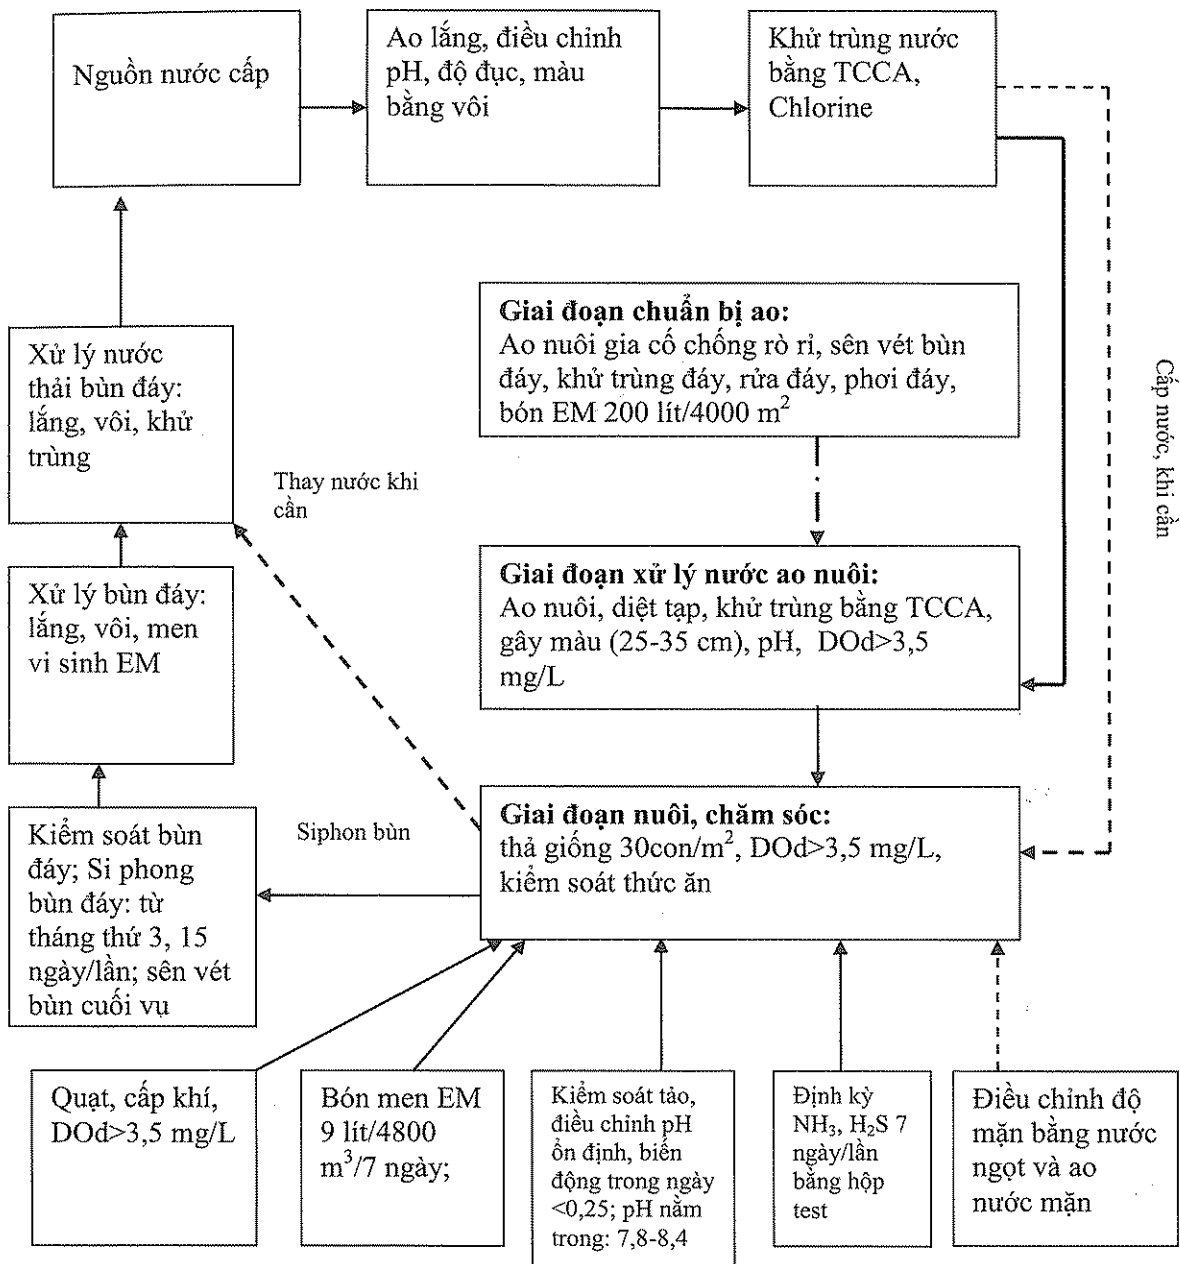 Nguồn nước cấp
Ao lắng, điều chỉnh
pH, độ đục, màu
bằng vôi
Khử trùng nước
bằng TCCA,
Chlorine
Giai đoạn chuẩn bị ao:
Ao nuôi gia cố chống rò rỉ, sên vét bùn
đáy, khử trùng đáy, rửa đáy, phơi đáy,
bón EM 200 lít/4000 m²
Cấp nước, khi cần
Xử lý nước
thải bùn đáy:
lắng, vôi, khử
trùng
Thay nước khi
cần
Giai đoạn xử lý nước ao nuôi:
Ao nuôi, diệt tạp, khử trùng bằng TCCA,
gây màu (25-35 cm), pH, DOd>3,5
mg/L
Xử lý bùn đáy:
lắng, vôi, men
vi sinh EM
Giai đoạn nuôi, chăm sóc:
thả giống 30con/m², DOd>3,5 mg/L,
kiểm soát thức ăn
Siphon bùn
Kiểm soát bùn
đáy; Si phong
bùn đáy: từ
tháng thứ 3, 15
ngày/lần; sên vét
bùn cuối vụ
Quạt, cấp khí,
DOd>3,5 mg/L
Bón men EM
9 lít/4800
m³/7 ngày;
Kiểm soát tảo,
điều chỉnh pH
ổn định, biến
động trong ngày
<0,25; pH nằm
trong: 7,8-8,4
Định kỳ
NH₃, H₂S 7
ngày/lần
bằng hộp
test
Điều chỉnh độ
mặn bằng nước
ngọt và ao
nước mặn